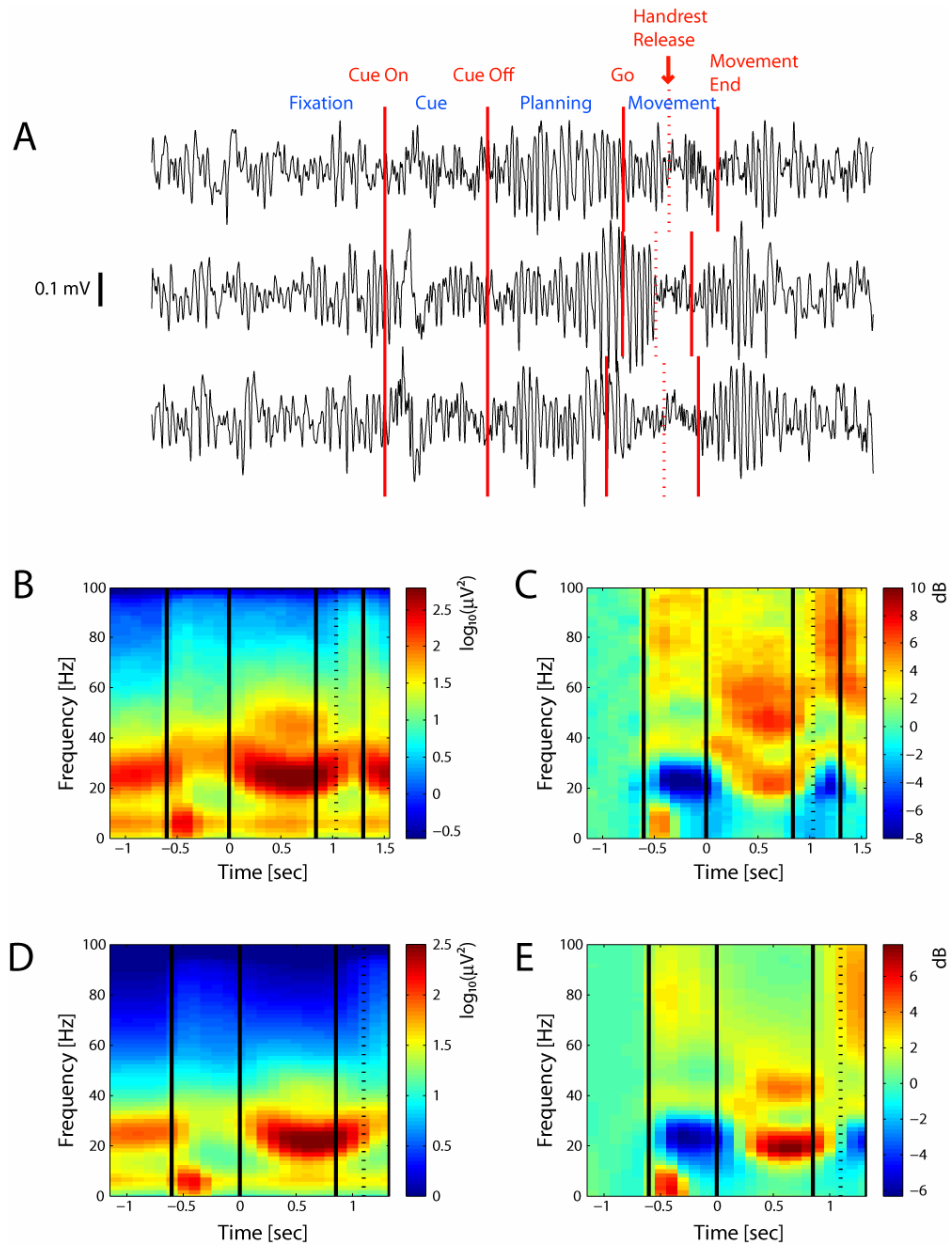 Handrest
Release
Cue On
Cue Off
Go
Movement
End
Fixation
Cue
Planning
Movement
A
0.1 mV
B
100
80
60
40
20
0
Frequency [Hz]
−1
−0.5
0
0.5
1
1.5
Time [sec]
2.5
2
1.5
1
0.5
0
−0.5
log₁₀(μV²)
C
100
80
60
40
20
0
Frequency [Hz]
−1
−0.5
0
0.5
1
1.5
Time [sec]
10
8
6
4
2
0
−2
−4
−6
−8
dB
D
100
80
60
40
20
0
Frequency [Hz]
−1
−0.5
0
0.5
1
Time [sec]
2.5
2
1.5
1
0.5
0
log₁₀(μV²)
E
100
80
60
40
20
0
Frequency [Hz]
−1
−0.5
0
0.5
1
Time [sec]
6
4
2
0
−2
−4
−6
dB